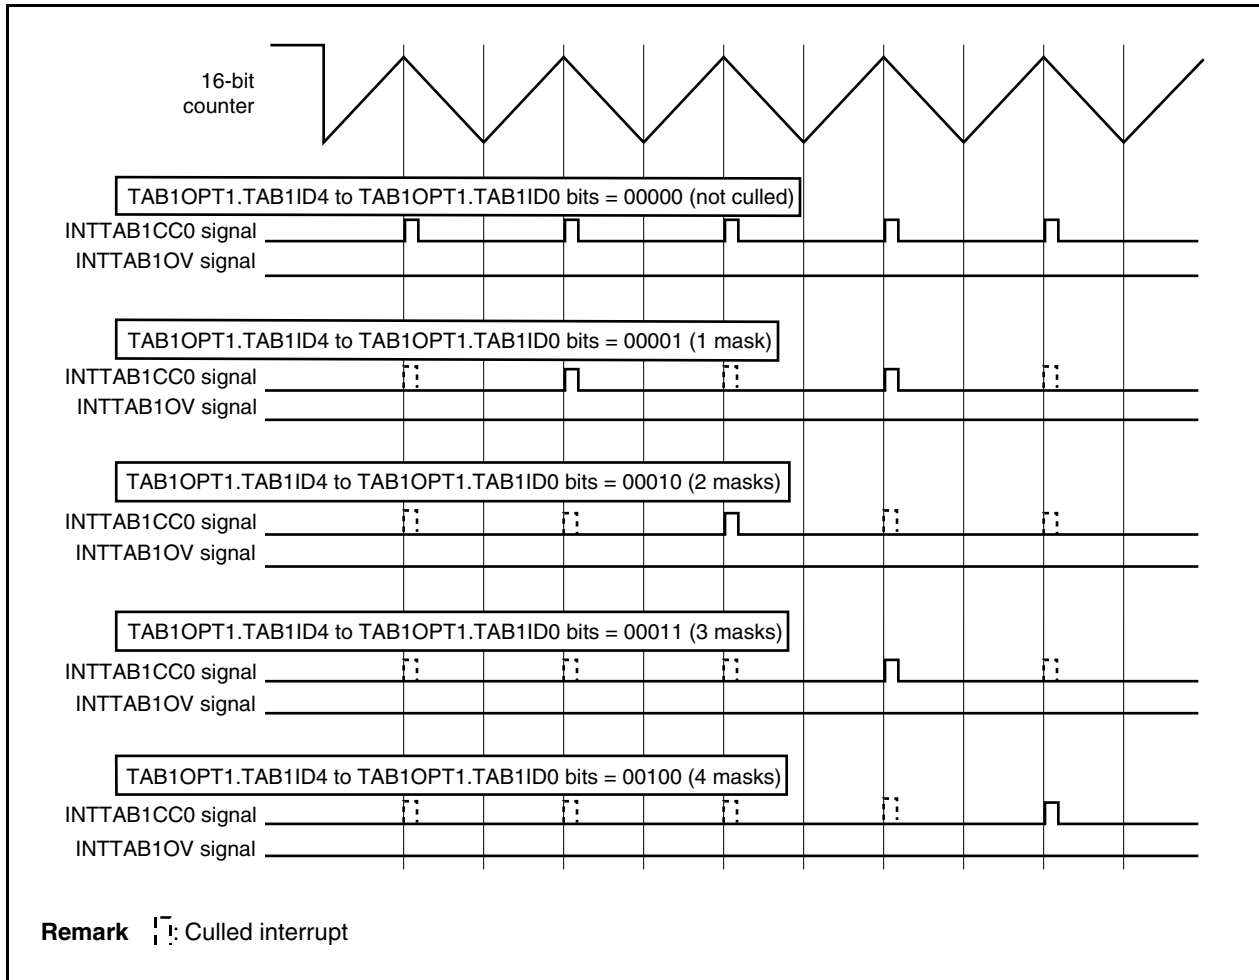 16-bit
counter
TAB1OPT1.TAB1ID4 to TAB1OPT1.TAB1ID0 bits = 00000 (not culled)
INTTAB1CC0 signal
INTTAB1OV signal
TAB1OPT1.TAB1ID4 to TAB1OPT1.TAB1ID0 bits = 00001 (1 mask)
INTTAB1CC0 signal
INTTAB1OV signal
TAB1OPT1.TAB1ID4 to TAB1OPT1.TAB1ID0 bits = 00010 (2 masks)
INTTAB1CC0 signal
INTTAB1OV signal
TAB1OPT1.TAB1ID4 to TAB1OPT1.TAB1ID0 bits = 00011 (3 masks)
INTTAB1CC0 signal
INTTAB1OV signal
TAB1OPT1.TAB1ID4 to TAB1OPT1.TAB1ID0 bits = 00100 (4 masks)
INTTAB1CC0 signal
INTTAB1OV signal
Remark : Culled interrupt